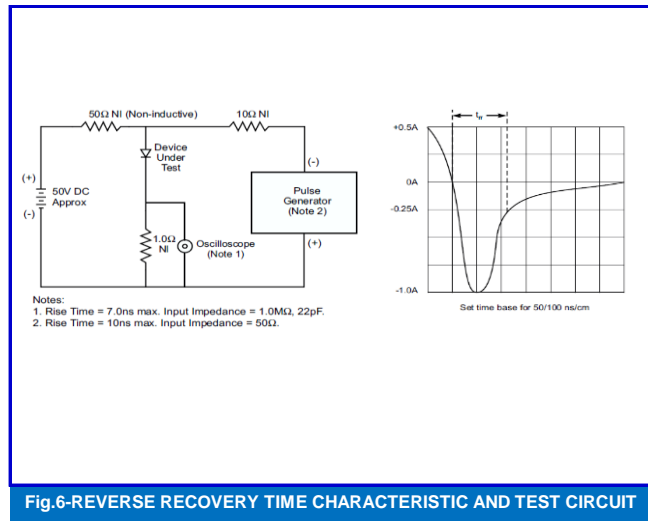 50Ω NI (Non-inductive)
10Ω NI
Device
Under
Test
(+)
50V DC
Approx
(-)
1.0Ω
NI
Oscilloscope
(Note 1)
(-)
Pulse
Generator
(Note 2)
(+)
Notes:
1. Rise Time = 7.0ns max. Input Impedance = 1.0MΩ, 22pF.
2. Rise Time = 10ns max. Input Impedance = 50Ω.
trr
+0.5A
0A
-0.25A
-1.0A
Set time base for 50/100 ns/cm
Fig.6-REVERSE RECOVERY TIME CHARACTERISTIC AND TEST CIRCUIT